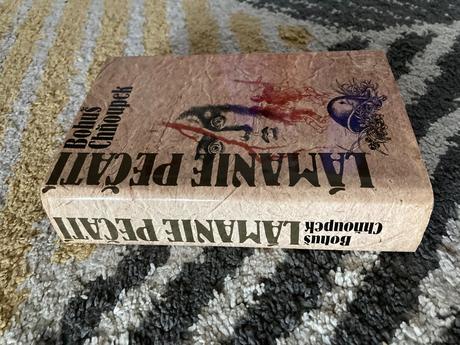 Bohuš
Chňoupek
LÁMANIE PEČATÍ
Bohuš
Chňoupek
LÁMANIE PEČATÍ